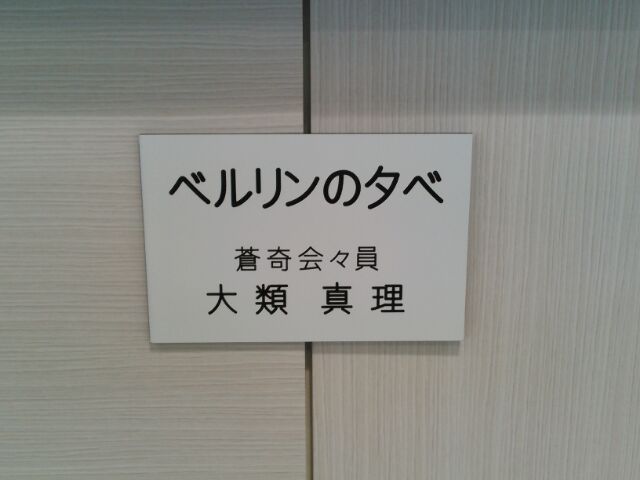 ベルリンの夕べ
蒼奇会々員
大類 真理